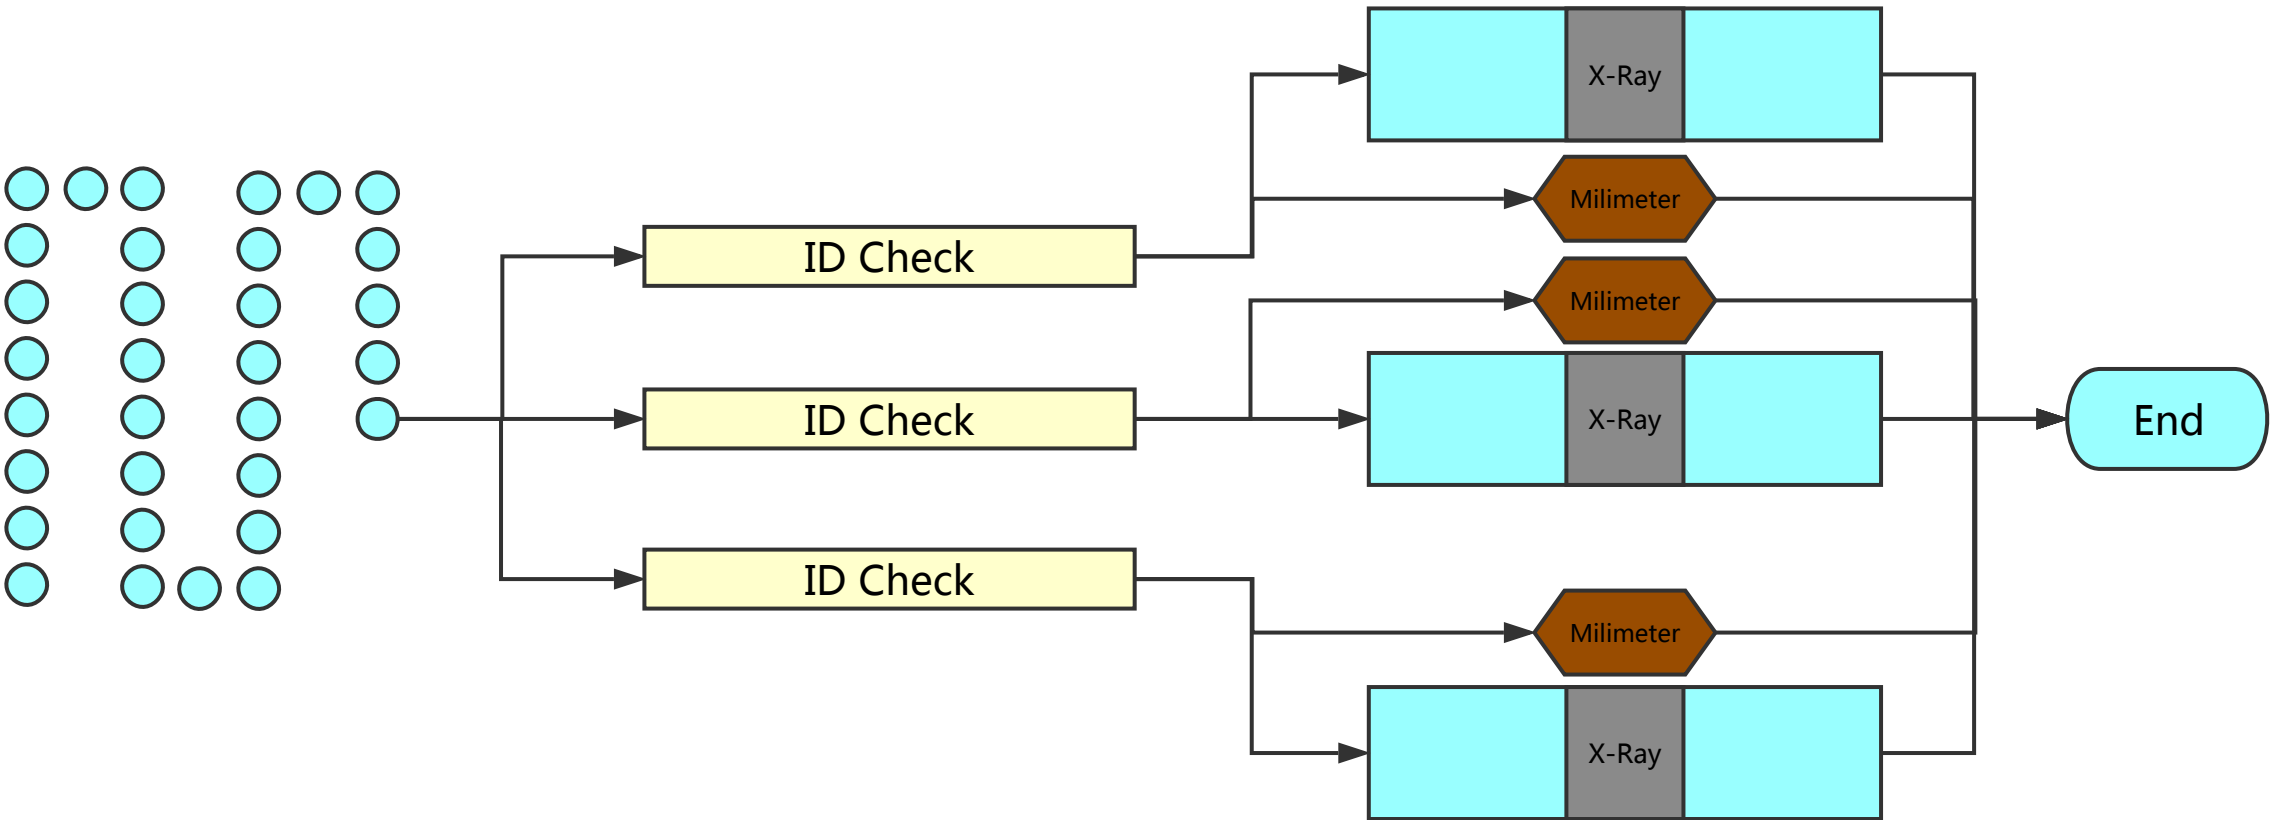 X-Ray
Milimeter
ID Check
Milimeter
ID Check
X-Ray
End
ID Check
Milimeter
X-Ray